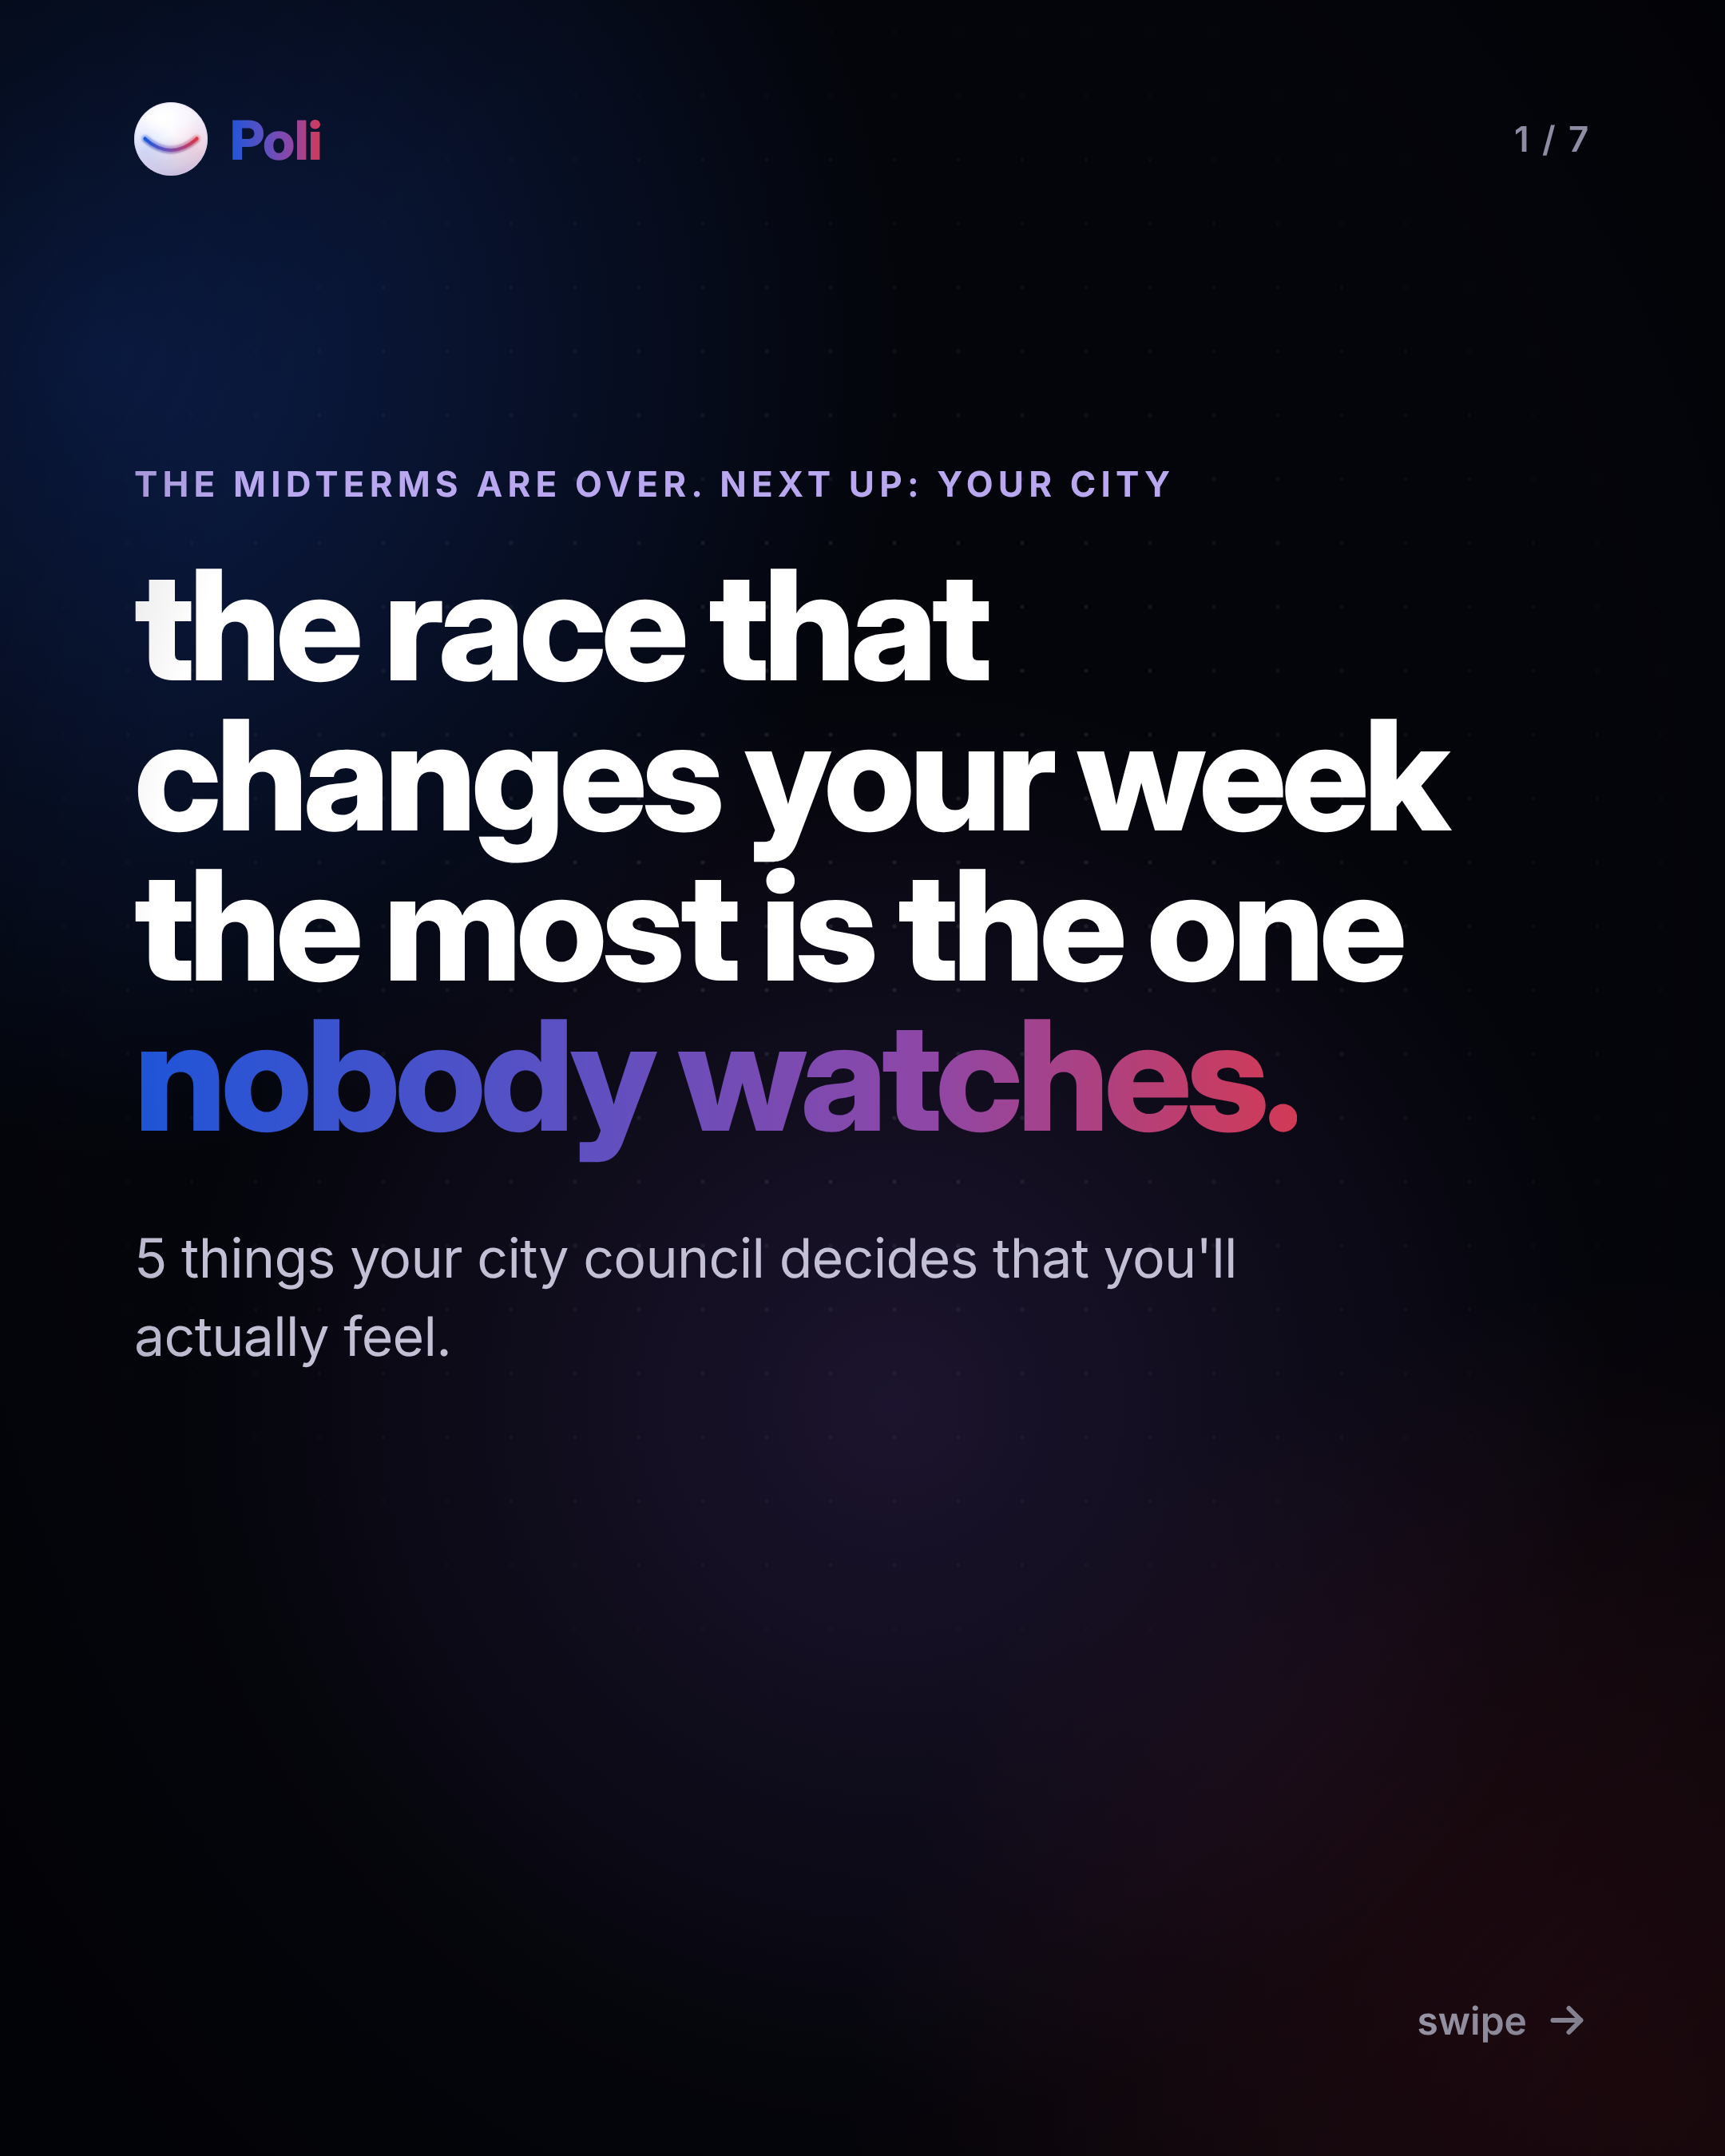 Poli
1 / 7
THE MIDTERMS ARE OVER. NEXT UP: YOUR CITY
the race that
changes your week
the most is the one
nobody watches.
5 things your city council decides that you'll
actually feel.
swipe →